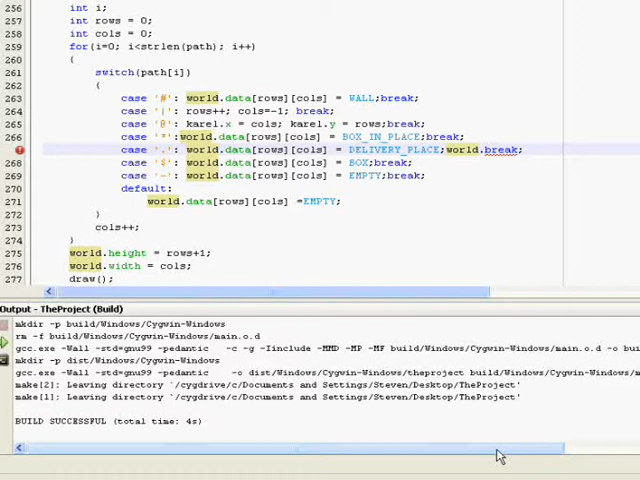 256 int i;
257 int rows = 0;
258 int cols = 0;
259 for(i=0; i<strlen(path); i++)
260 {
261 switch(path[i])
262 {
263 case '#': world.data[rows][cols] = WALL;break;
264 case '|': rows++; cols=-1; break;
265 case '@': karel.x = cols; karel.y = rows;break;
266 case '*':world.data[rows][cols] = BOX_IN_PLACE;break;
case '.': world.data[rows][cols] = DELIVERY_PLACE;world.break;
268 case '$': world.data[rows][cols] = BOX;break;
269 case '-': world.data[rows][cols] = EMPTY;break;
270 default:
271 world.data[rows][cols] =EMPTY;
272 }
273 cols++;
274 }
275 world.height = rows+1;
276 world.width = cols;
277 draw();
Output - TheProject (Build)
mkdir -p build/Windows/Cygwin-Windows
rm -f build/Windows/Cygwin-Windows/main.o.d
gcc.exe -Wall -std=gnu99 -pedantic -c -g -Iinclude -MMD -MP -MF build/Windows/Cygwin-Windows/main.o.d -o bui
mkdir -p dist/Windows/Cygwin-Windows
gcc.exe -Wall -std=gnu99 -pedantic -o dist/Windows/Cygwin-Windows/theproject build/Windows/Cygwin-Windows/m
make[2]: Leaving directory `/cygdrive/c/Documents and Settings/Steven/Desktop/TheProject'
make[1]: Leaving directory `/cygdrive/c/Documents and Settings/Steven/Desktop/TheProject'
BUILD SUCCESSFUL (total time: 4s)